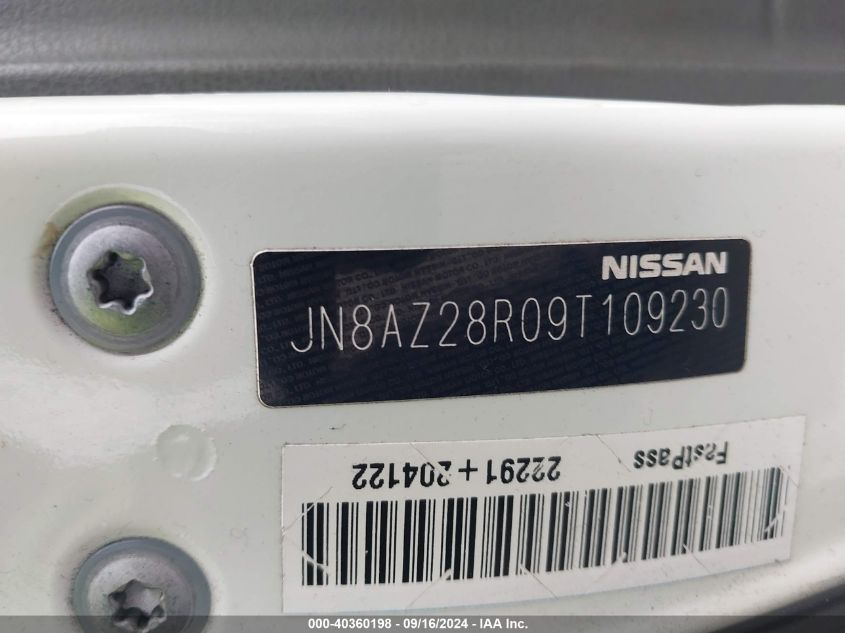 NISSAN
JN8AZ28R09T109230
FastPass 22291+204122
000-40360198 - 09/16/2024 - IAA, Inc.